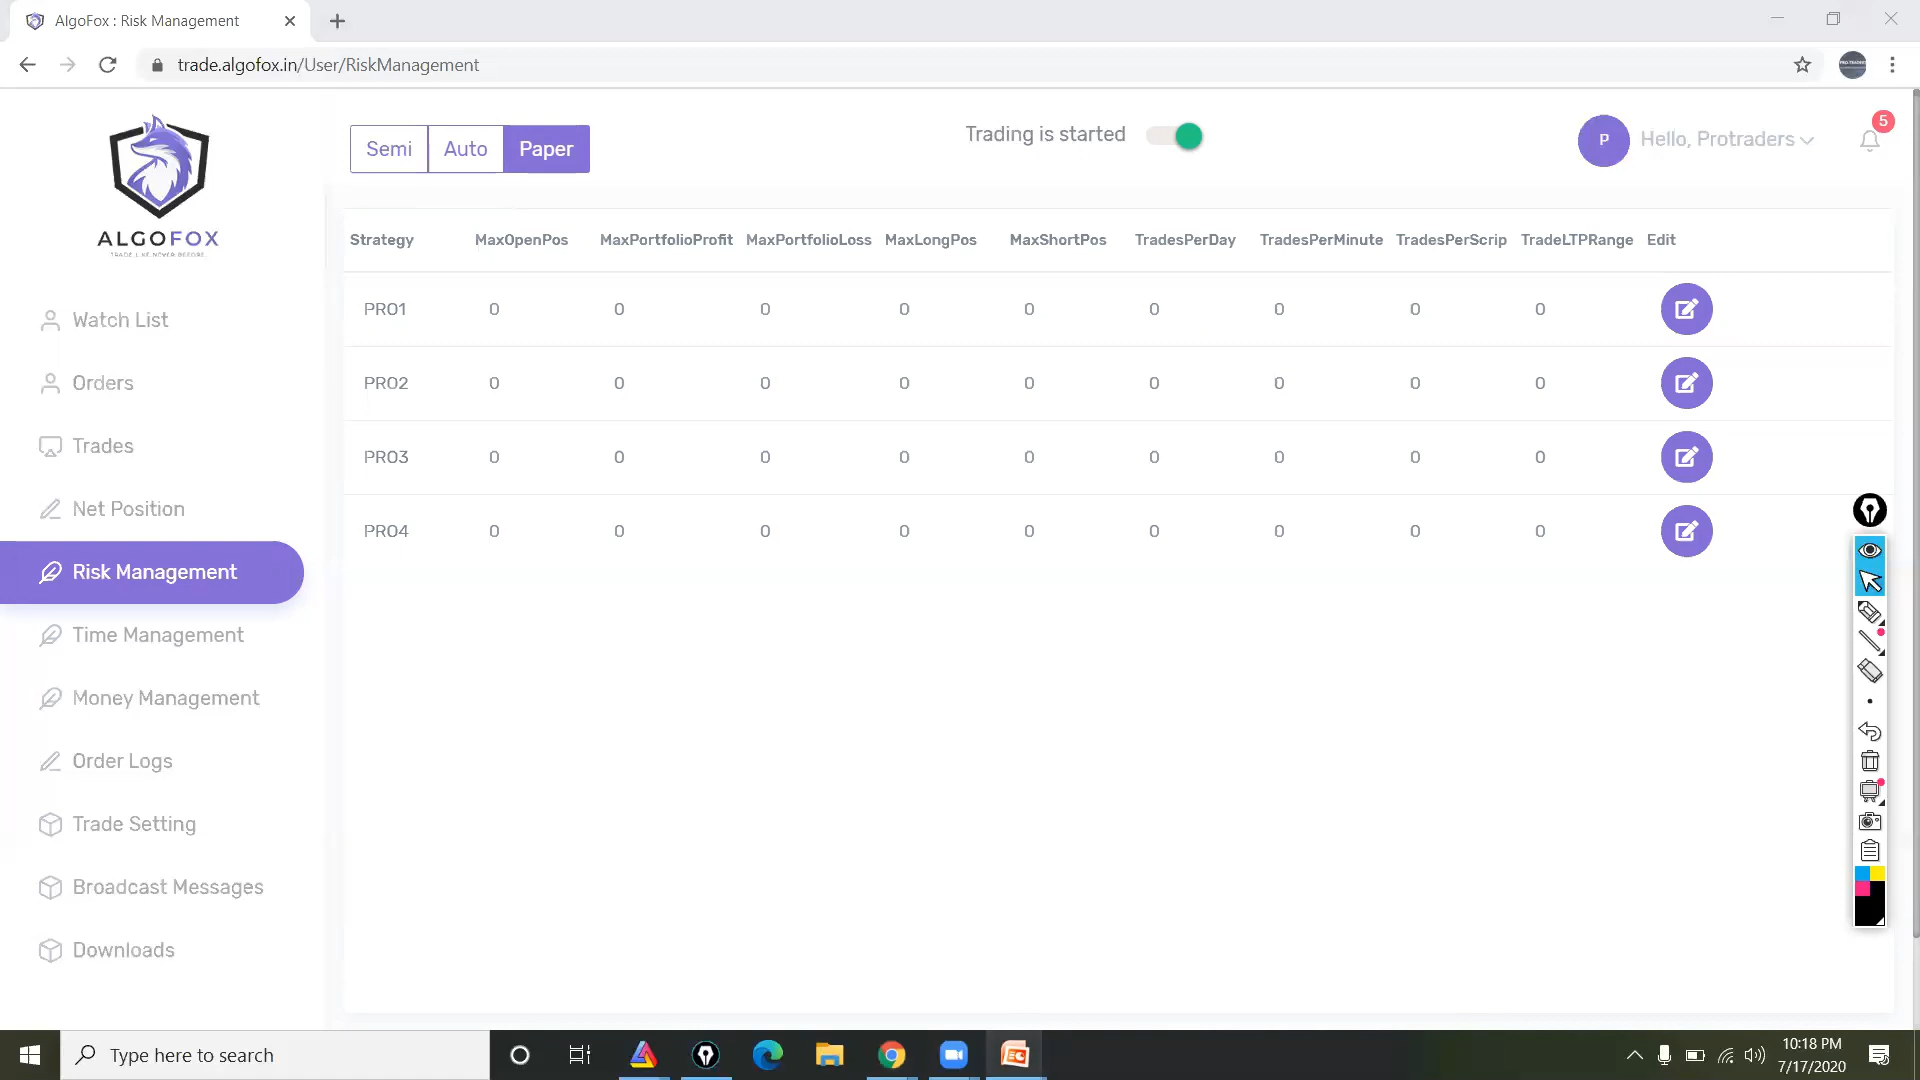 AlgoFox : Risk Management
trade.algofox.in/User/RiskManagement
ALGOFOX
TRADE LIKE NEVER BEFORE
Semi Auto Paper
Trading is started
P Hello, Protraders
5
Watch List
Orders
Trades
Net Position
Risk Management
Time Management
Money Management
Order Logs
Trade Setting
Broadcast Messages
Downloads
Strategy MaxOpenPos MaxPortfolioProfit MaxPortfolioLoss MaxLongPos MaxShortPos TradesPerDay TradesPerMinute TradesPerScrip TradeLTPRange Edit
PRO1 0 0 0 0 0 0 0 0 0
PRO2 0 0 0 0 0 0 0 0 0
PRO3 0 0 0 0 0 0 0 0 0
PRO4 0 0 0 0 0 0 0 0 0
Type here to search
10:18 PM
7/17/2020